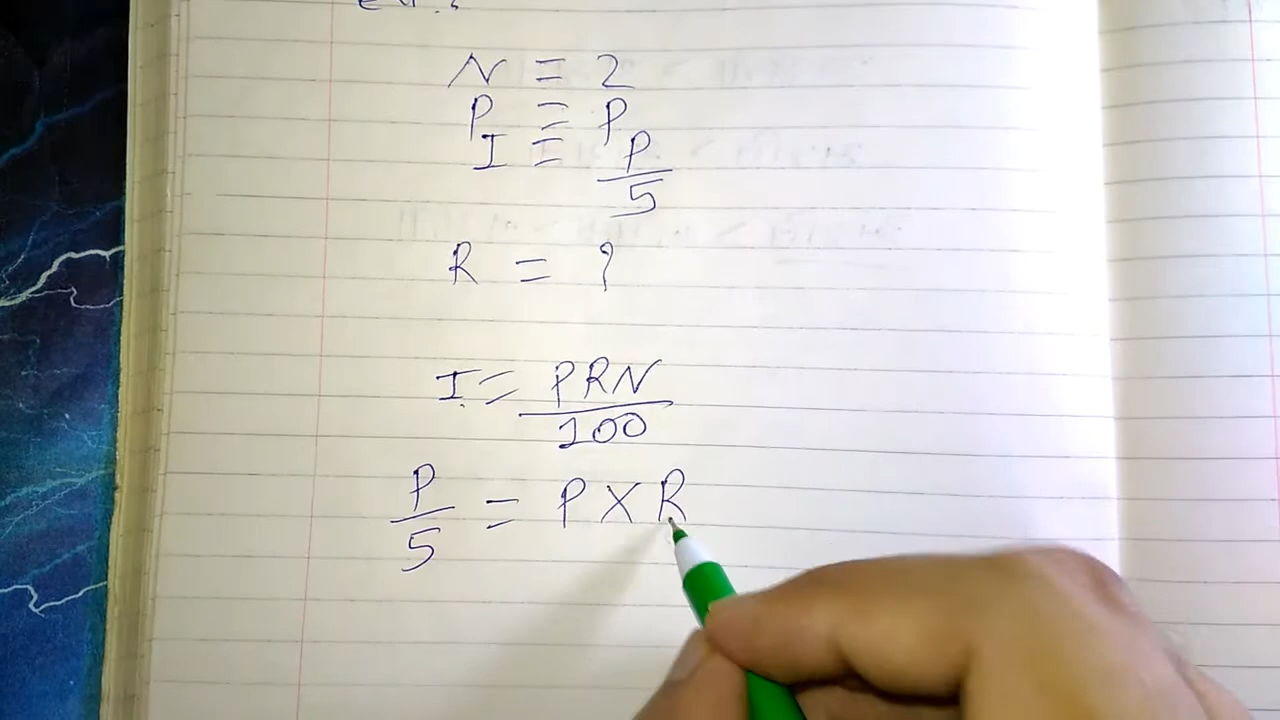 N = 2
P = P
I = P/5
R = ?
I = PRN/100
P/5 = P X R